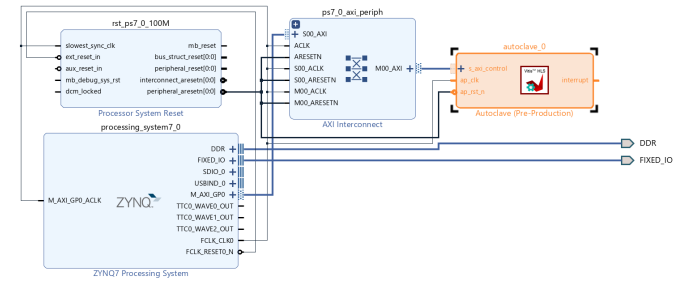 rst_ps7_0_100M
slowest_sync_clk
ext_reset_in
aux_reset_in
mb_debug_sys_rst
dcm_locked
mb_reset
bus_struct_reset[0:0]
peripheral_reset[0:0]
interconnect_aresetn[0:0]
peripheral_aresetn[0:0]
Processor System Reset
ps7_0_axi_periph
S00_AXI
ACLK
ARESETN
S00_ACLK
S00_ARESETN
M00_ACLK
M00_ARESETN
M00_AXI
AXI Interconnect
autoclave_0
s_axi_control
ap_clk
ap_rst_n
Vitis™ HLS
interrupt
Autoclave (Pre-Production)
processing_system7_0
M_AXI_GP0_ACLK
ZYNQ
DDR
FIXED_IO
SDIO_0
USBIND_0
M_AXI_GP0
TTC0_WAVE0_OUT
TTC0_WAVE1_OUT
TTC0_WAVE2_OUT
FCLK_CLK0
FCLK_RESET0_N
ZYNQ7 Processing System
DDR
FIXED_IO